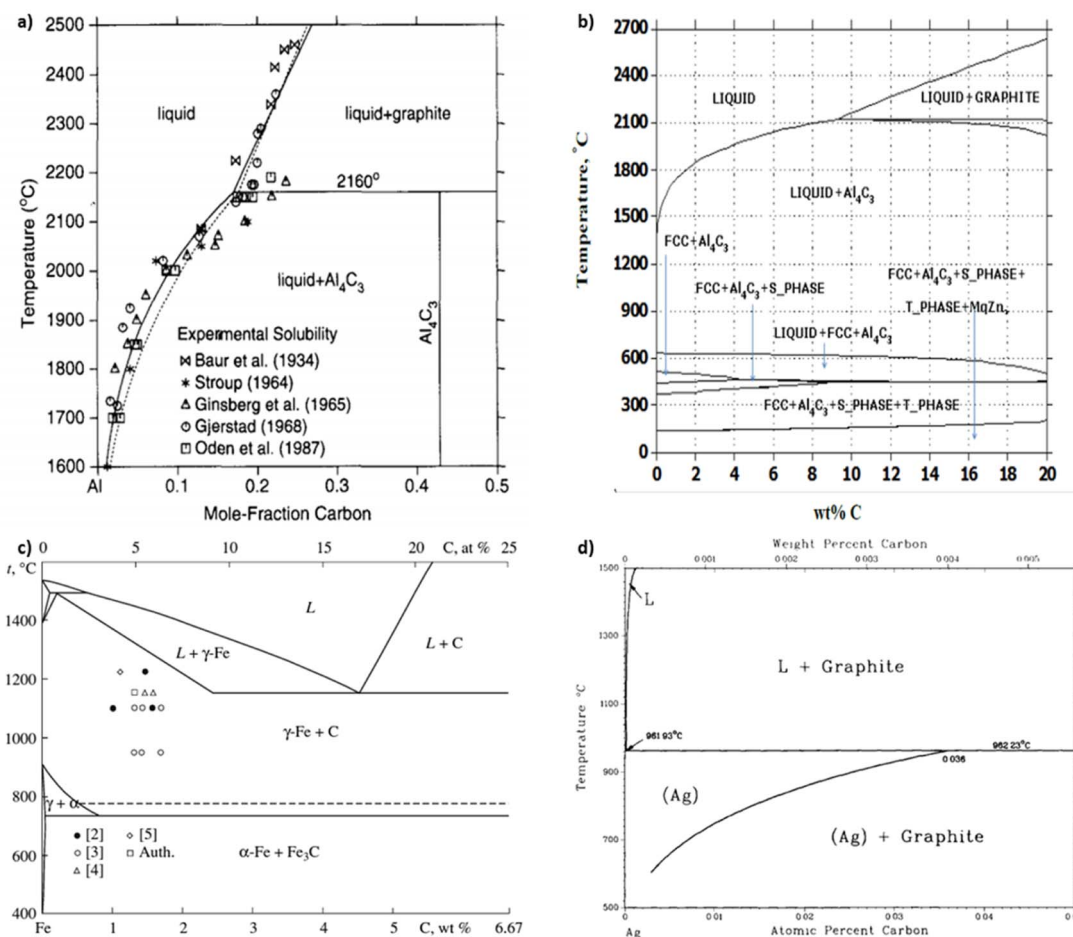 a)
2500
2400
2300
2200
2100
2000
1900
1800
1700
1600
Temperature (°C)
liquid
liquid+graphite
2160°
liquid+Al4C3
Al4C3
Experimental Solubility
Baur et al. (1934)
Stroup (1964)
Ginsberg et al. (1965)
Gjerstad (1968)
Oden et al. (1987)
Al 0.1 0.2 0.3 0.4 0.5
Mole-Fraction Carbon
b)
2700
2400
2100
1800
1500
1200
900
600
300
0
Temperature, °C
LIQUID
LIQUID+GRAPHITE
LIQUID+Al4C3
FCC+Al4C3
FCC+Al4C3+S_PHASE
FCC+Al4C3+S_PHASE+
T_PHASE+MgZn2
LIQUID+FCC+Al4C3
FCC+Al4C3+S_PHASE+T_PHASE
0 2 4 6 8 10 12 14 16 18 20
wt% C
c)
0 5 10 15 20 C, at % 25
t, °C
1400
1200
1000
800
600
400
L
L + γ-Fe
L + C
γ-Fe + C
γ + α
[2] [5]
[3] Auth.
[4]
α-Fe + Fe3C
Fe 1 2 3 4 5 C, wt % 6.67
d)
Weight Percent Carbon
0 0 001 0 002 0 003 0 004 0 005
1500
1300
1100
900
700
500
Temperature °C
L
L + Graphite
961 93°C
962 23°C
0 036
(Ag)
(Ag) + Graphite
0 0 01 0 02 0 03 0 04 0 05
Ag
Atomic Percent Carbon